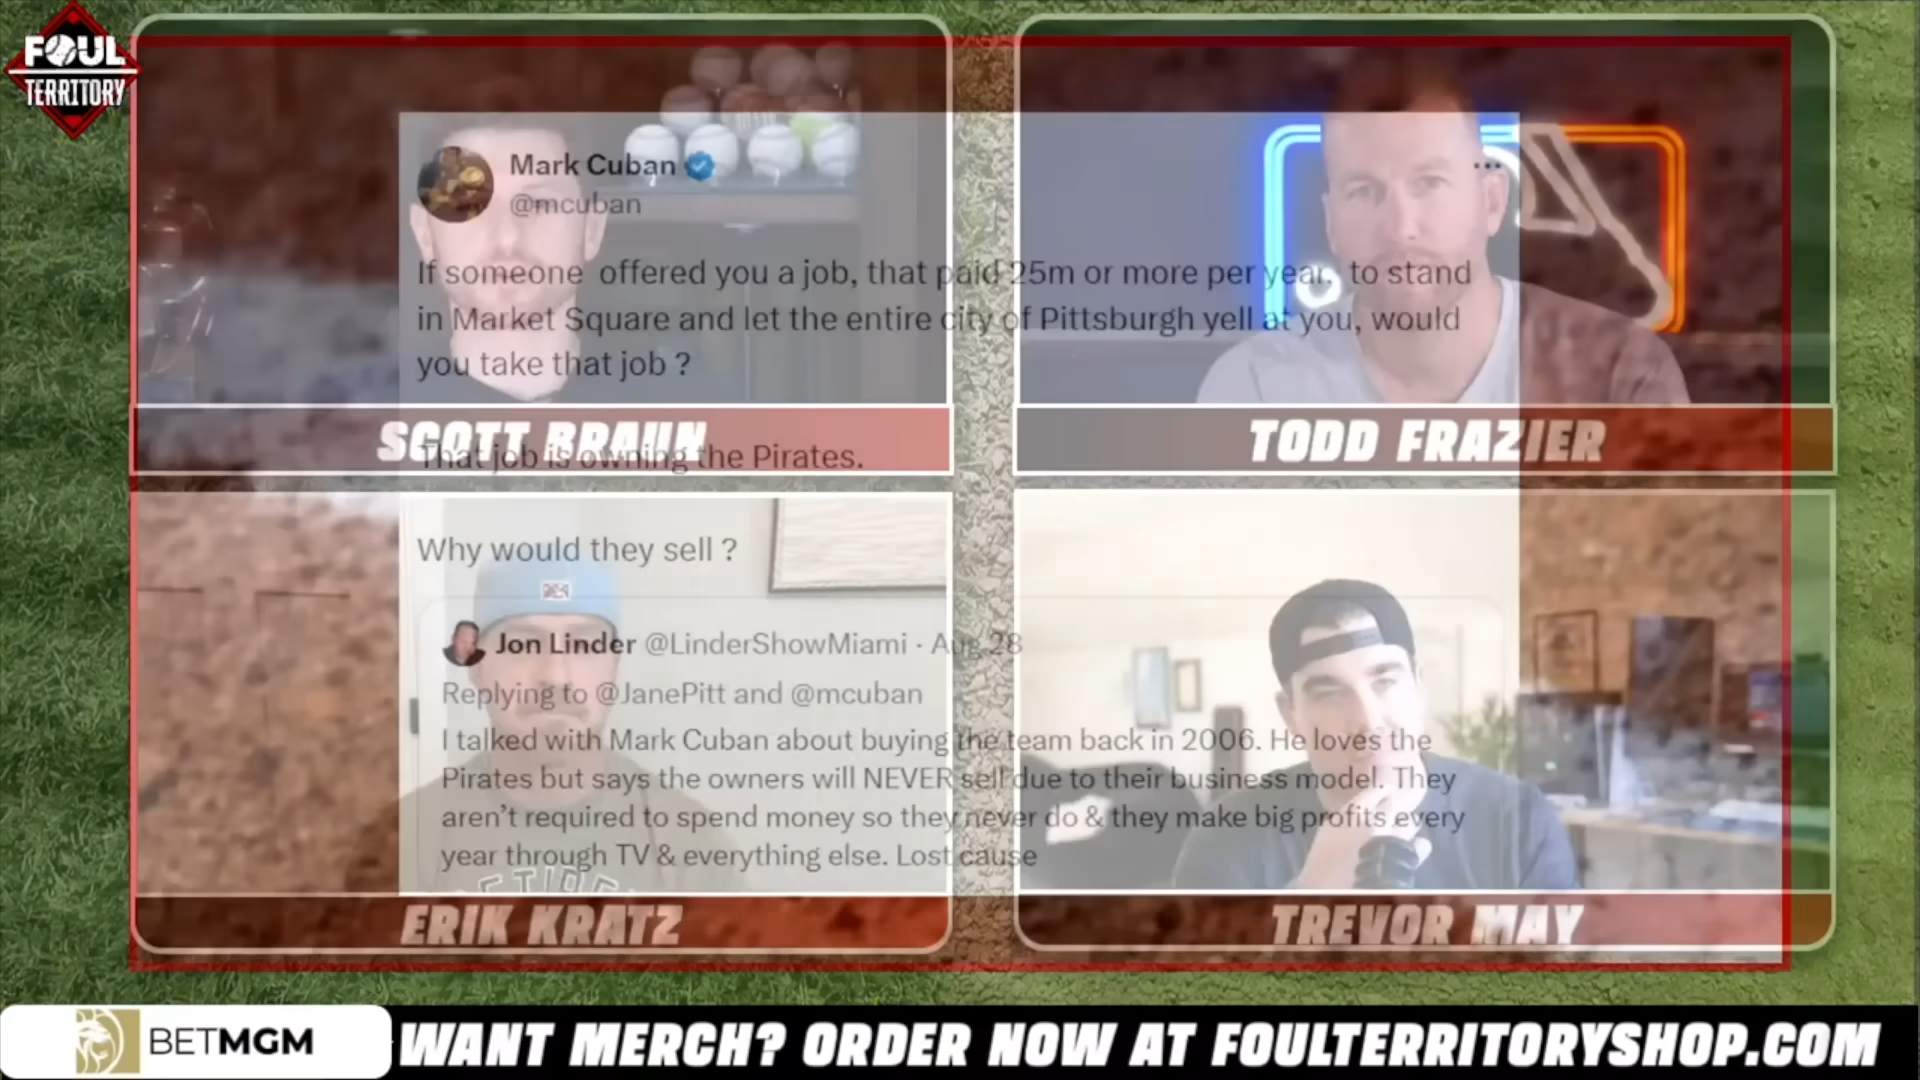 FOUL
TERRITORY
Mark Cuban
@mcuban
If someone offered you a job, that paid 25m or more per year, to stand
in Market Square and let the entire city of Pittsburgh yell at you, would
you take that job ?
SCOTT BRAUN
TODD FRAZIER
That job is owning the Pirates.
Why would they sell ?
Jon Linder @LinderShowMiami · Aug 28
Replying to @JanePitt and @mcuban
I talked with Mark Cuban about buying the team back in 2006. He loves the
Pirates but says the owners will NEVER sell due to their business model. They
aren't required to spend money so they never do & they make big profits every
year through TV & everything else. Lost cause
ERIK KRATZ
TREVOR MAY
BETMGM
WANT MERCH? ORDER NOW AT FOULTERRITORYSHOP.COM